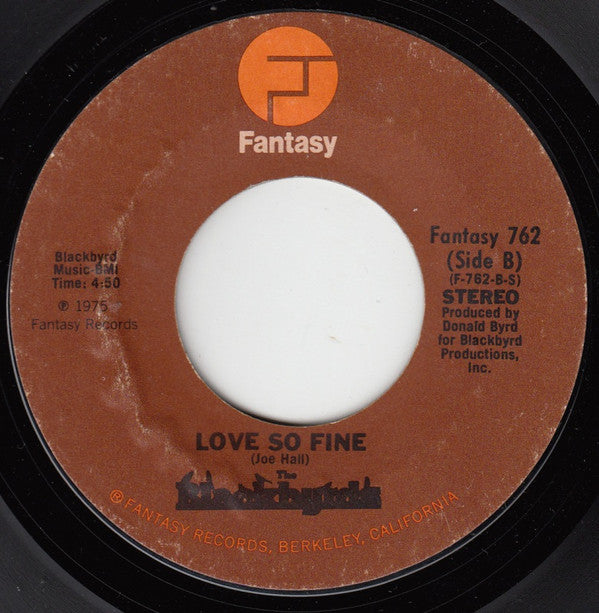 Fantasy
Blackbyrd
Music-BMI
Time: 4:50
℗ 1975
Fantasy Records
Fantasy 762
(Side B)
(F-762-B-S)
STEREO
Produced by
Donald Byrd
for Blackbyrd
Productions,
Inc.
LOVE SO FINE
(Joe Hall)
The
Blackbyrds
® FANTASY RECORDS, BERKELEY, CALIFORNIA